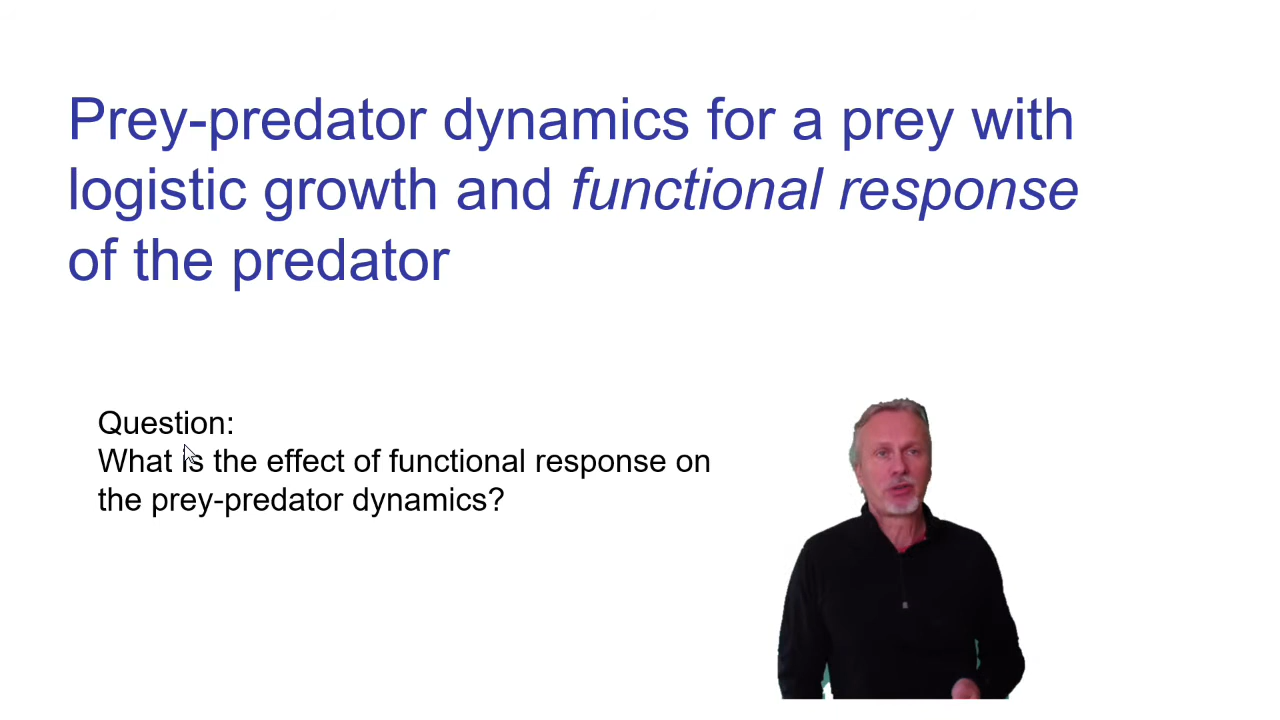 Prey-predator dynamics for a prey with
logistic growth and functional response
of the predator
Question:
What is the effect of functional response on
the prey-predator dynamics?